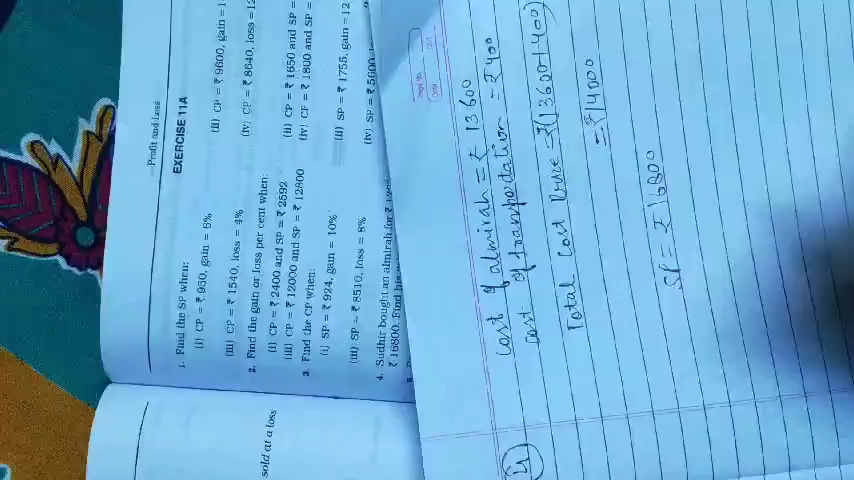 Profit and Loss
EXERCISE 11A
1. Find the SP when:
(i) CP = ₹ 950, gain = 6%
(ii) CP = ₹ 9600, gain =
(iii) CP = ₹ 1540, loss = 4%
(iv) CP = ₹ 8640, loss =
2. Find the gain or loss per cent when:
(i) CP = ₹ 2400 and SP = ₹ 2592
(ii) CP = ₹ 1650 and SP =
(iii) CP = ₹ 12000 and SP = ₹ 12800
(iv) CP = ₹ 1800 and SP =
3. Find the CP when:
(i) SP = ₹ 924, gain = 10%
(ii) SP = ₹ 1755, gain = 12
(iii) SP = ₹ 8510, loss = 8%
(iv) SP = ₹ 5600
4. Sudhir bought an almirah for ₹
₹ 16800. Find his
sold at a loss
4
Cost of almirah = ₹ 13600
Cost of transportation = ₹ 400
Total Cost = ₹(13600+400)
= ₹14000
SP = ₹ 16800